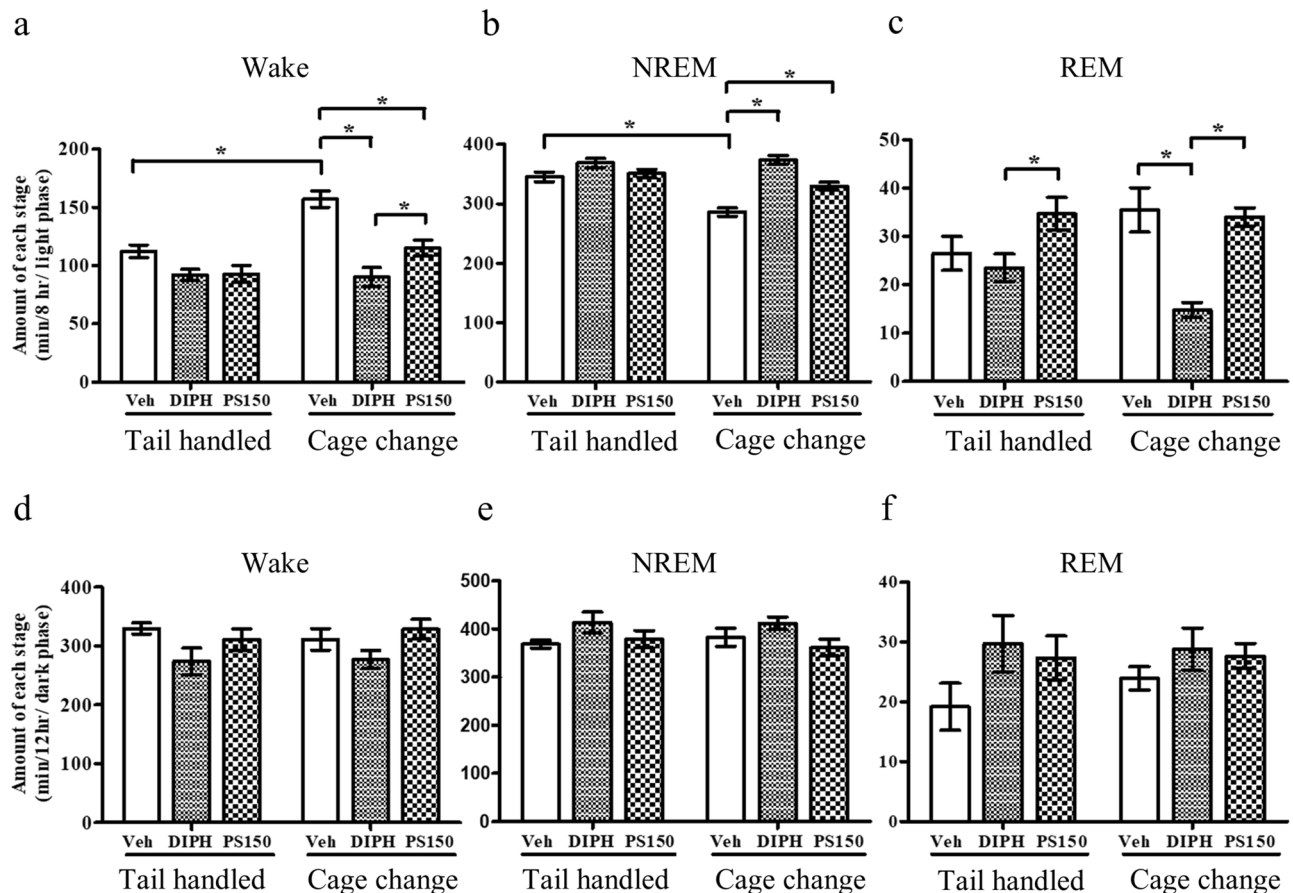 a
b
c
Wake
NREM
REM
*
*
*
*
*
*
*
*
*
*
Amount of each stage
(min/8 hr/ light phase)
200
150
100
50
0
400
300
200
100
0
50
40
30
20
10
0
Veh DIPH PS150 Veh DIPH PS150
Tail handled Cage change
Veh DIPH PS150 Veh DIPH PS150
Tail handled Cage change
Veh DIPH PS150 Veh DIPH PS150
Tail handled Cage change
d
e
f
Wake
NREM
REM
Amount of each stage
(min/12hr/ dark phase)
400
300
200
100
0
500
400
300
200
100
0
40
30
20
10
0
Veh DIPH PS150 Veh DIPH PS150
Tail handled Cage change
Veh DIPH PS150 Veh DIPH PS150
Tail handled Cage change
Veh DIPH PS150 Veh DIPH PS150
Tail handled Cage change